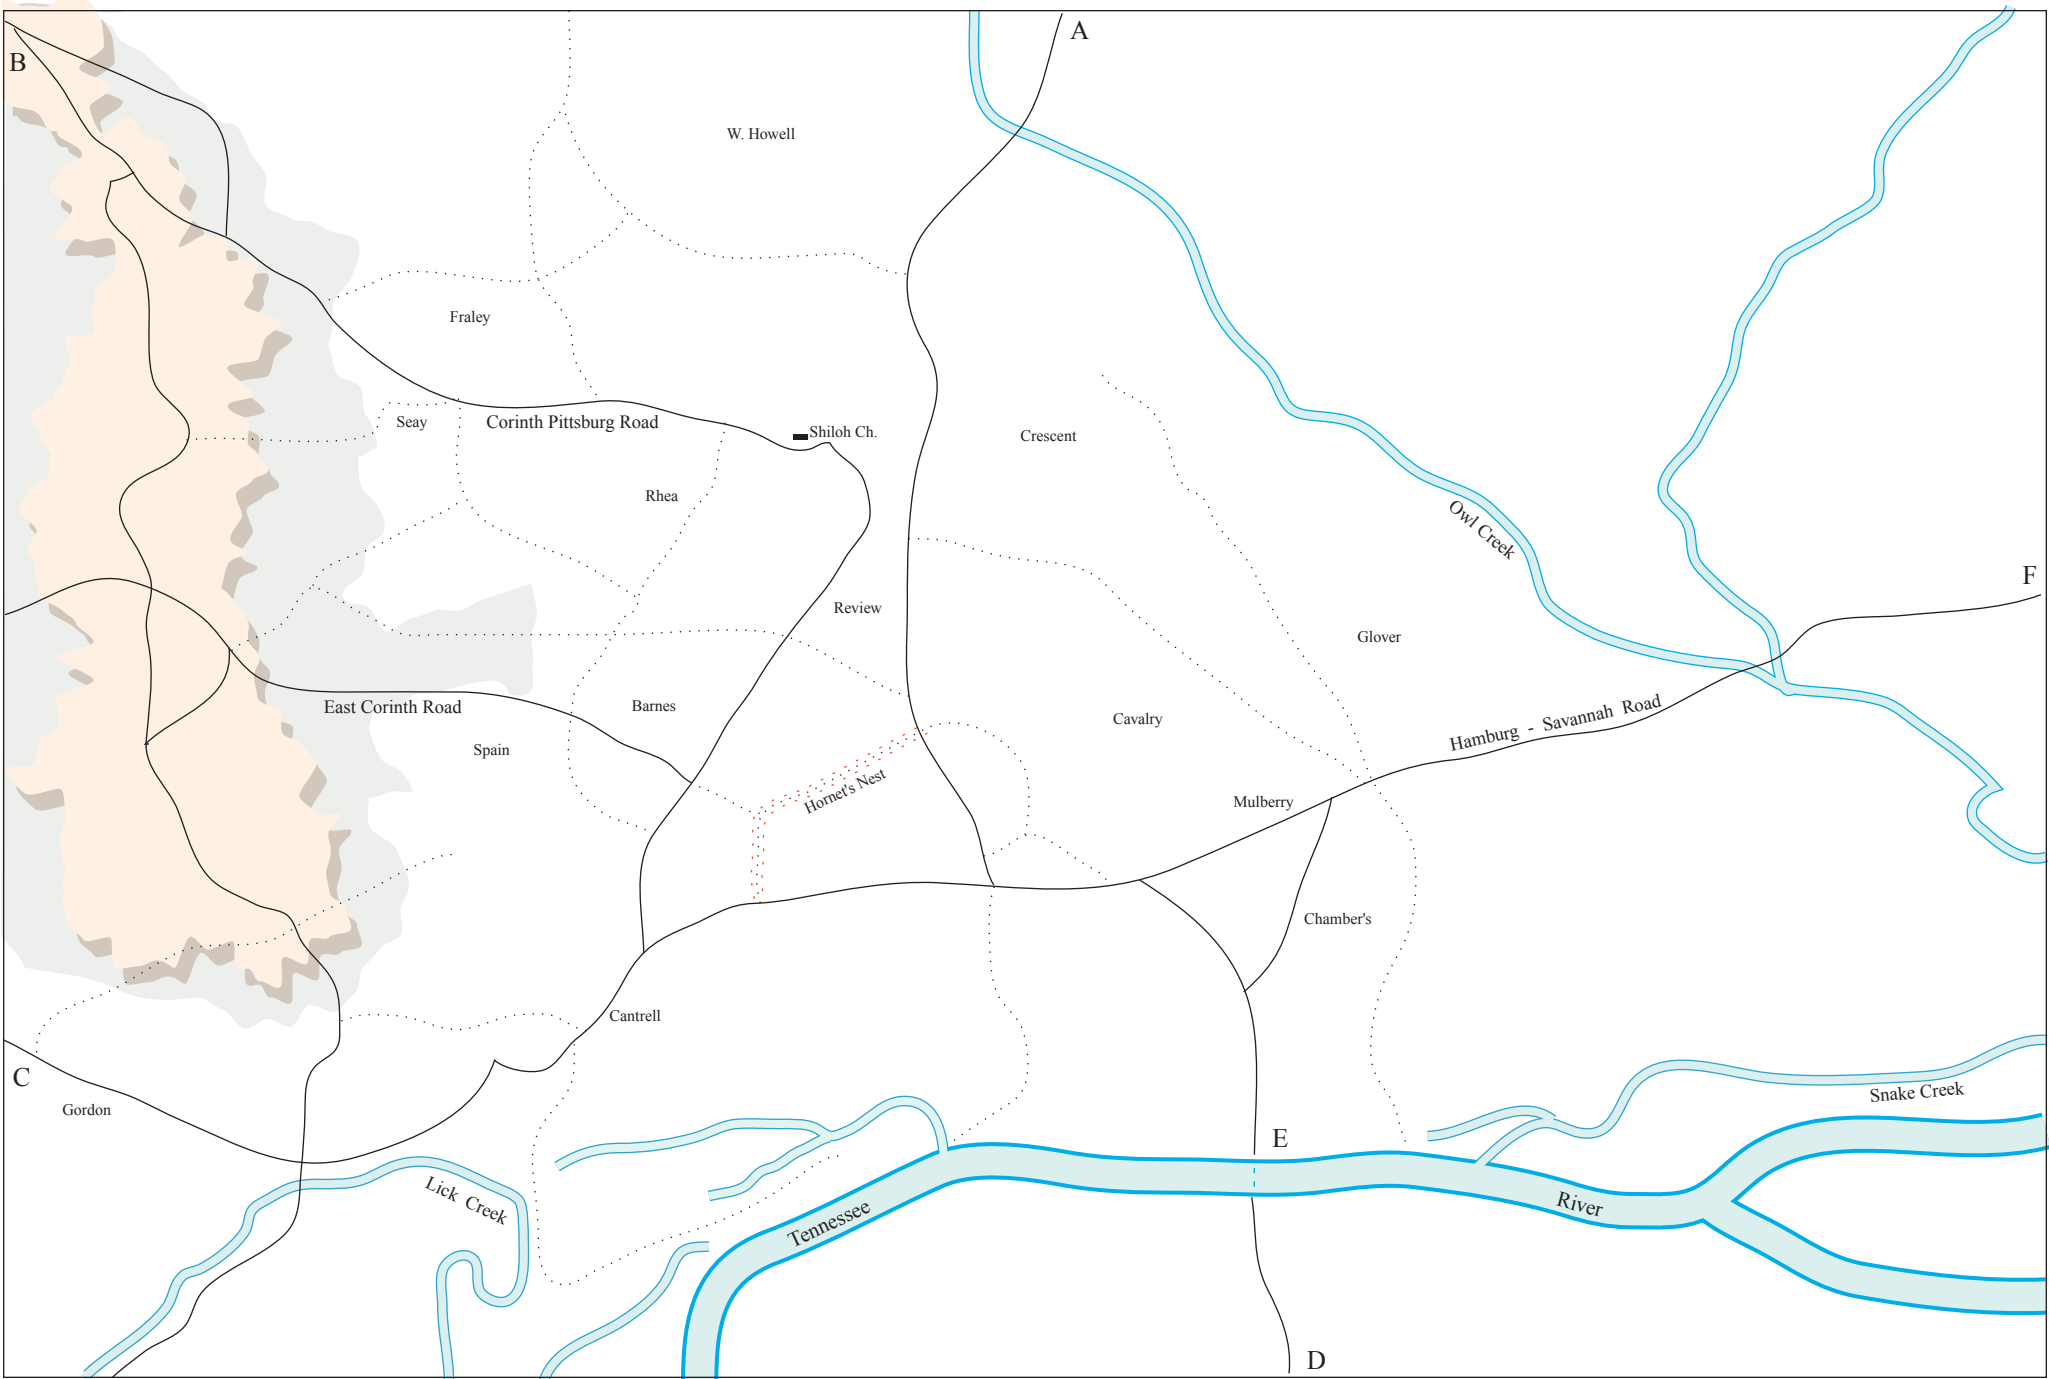 A
B
W. Howell
Fraley
Seay
Corinth Pittsburg Road
Shiloh Ch.
Crescent
Rhea
Owl Creek
F
Review
Glover
East Corinth Road
Barnes
Cavalry
Hamburg - Savannah Road
Spain
Hornet's Nest
Mulberry
Chamber's
Cantrell
C
Gordon
Snake Creek
E
Lick Creek
Tennessee
River
D